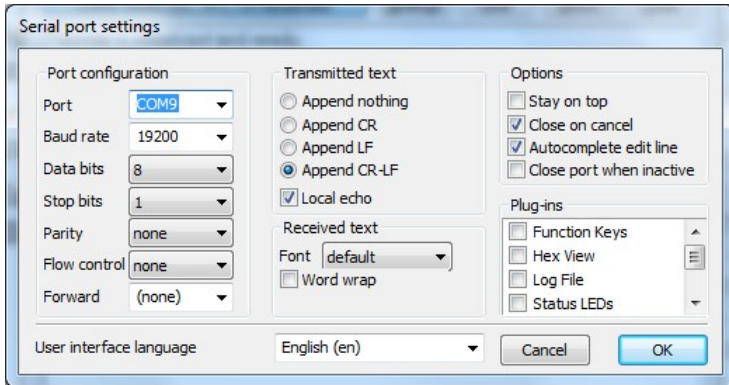 Serial port settings
Port configuration
Port COM9
Baud rate 19200
Data bits 8
Stop bits 1
Parity none
Flow control none
Forward (none)
Transmitted text
Append nothing
Append CR
Append LF
Append CR-LF
Local echo
Received text
Font default
Word wrap
Options
Stay on top
Close on cancel
Autocomplete edit line
Close port when inactive
Plug-ins
Function Keys
Hex View
Log File
Status LEDs
User interface language English (en) Cancel OK